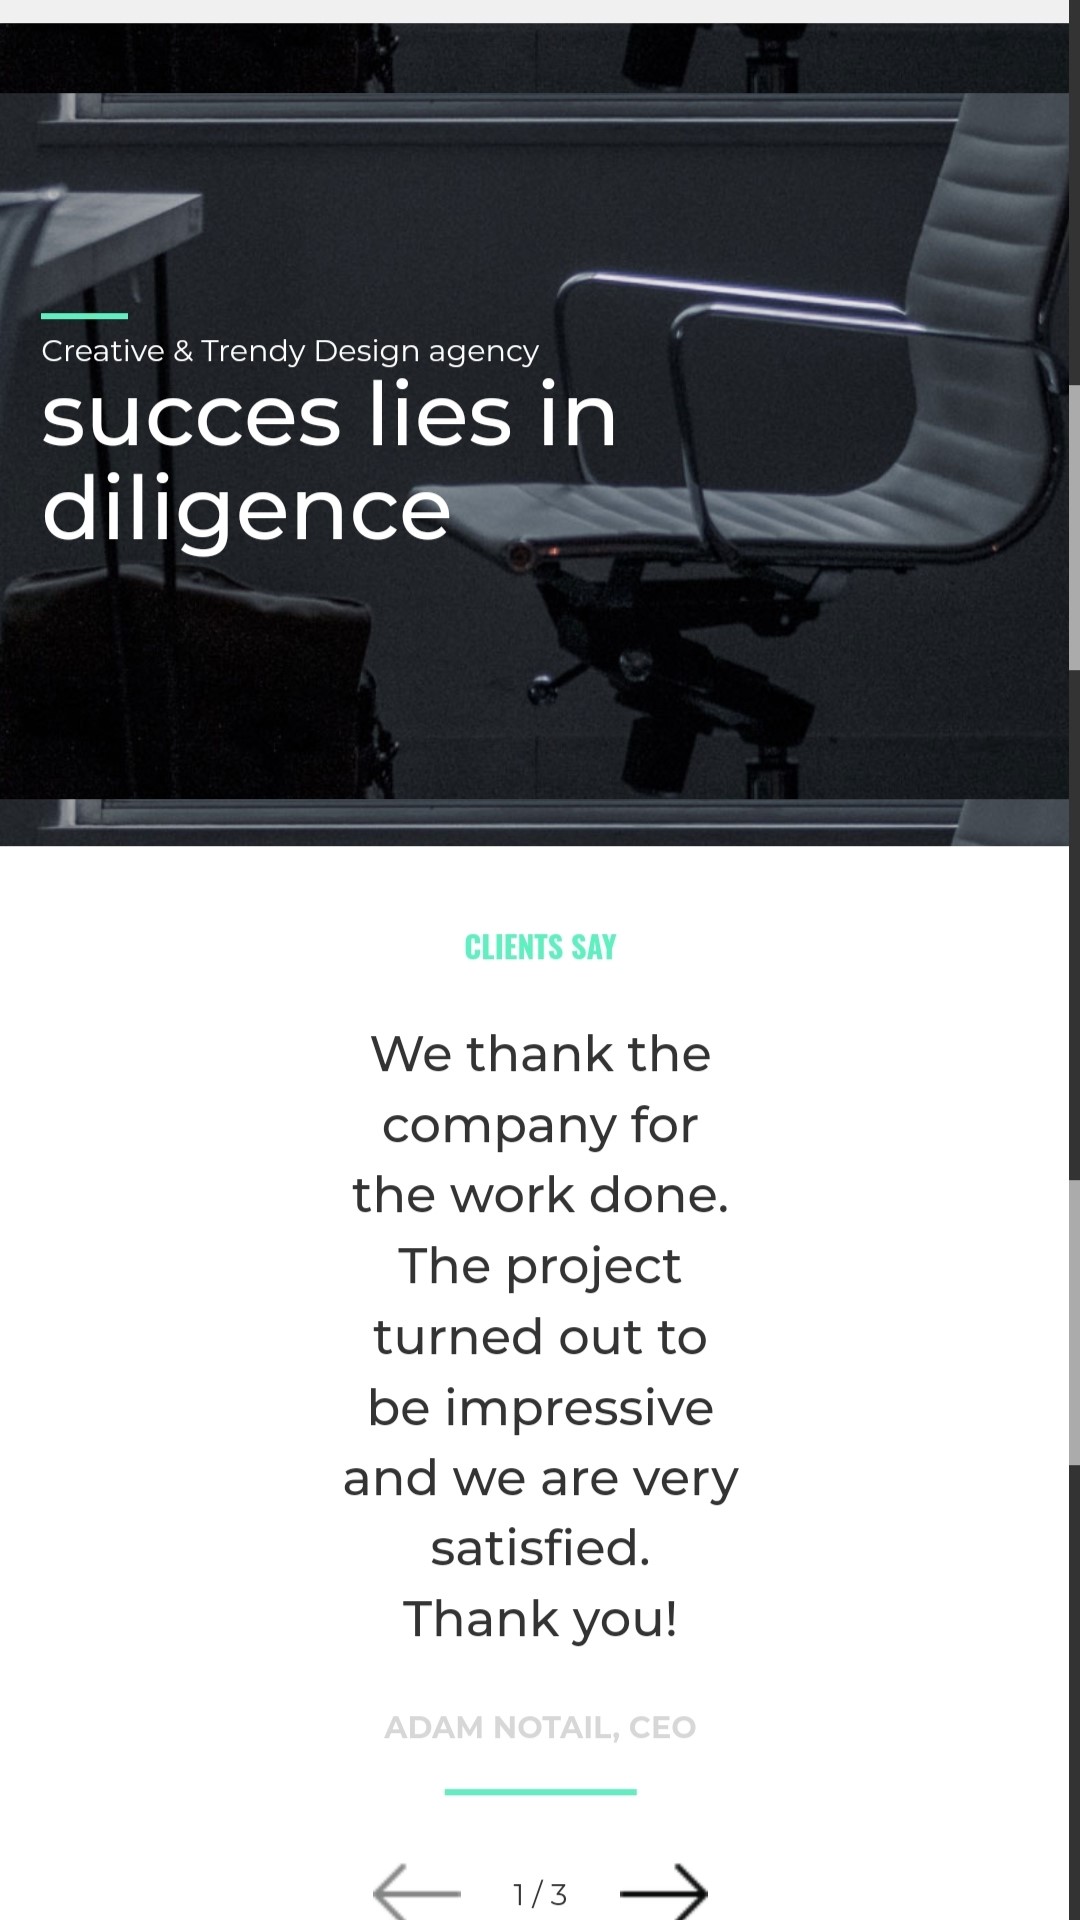 Creative & Trendy Design agency
succes lies in
diligence
CLIENTS SAY
We thank the
company for
the work done.
The project
turned out to
be impressive
and we are very
satisfied.
Thank you!
ADAM NOTAIL, CEO
1 / 3